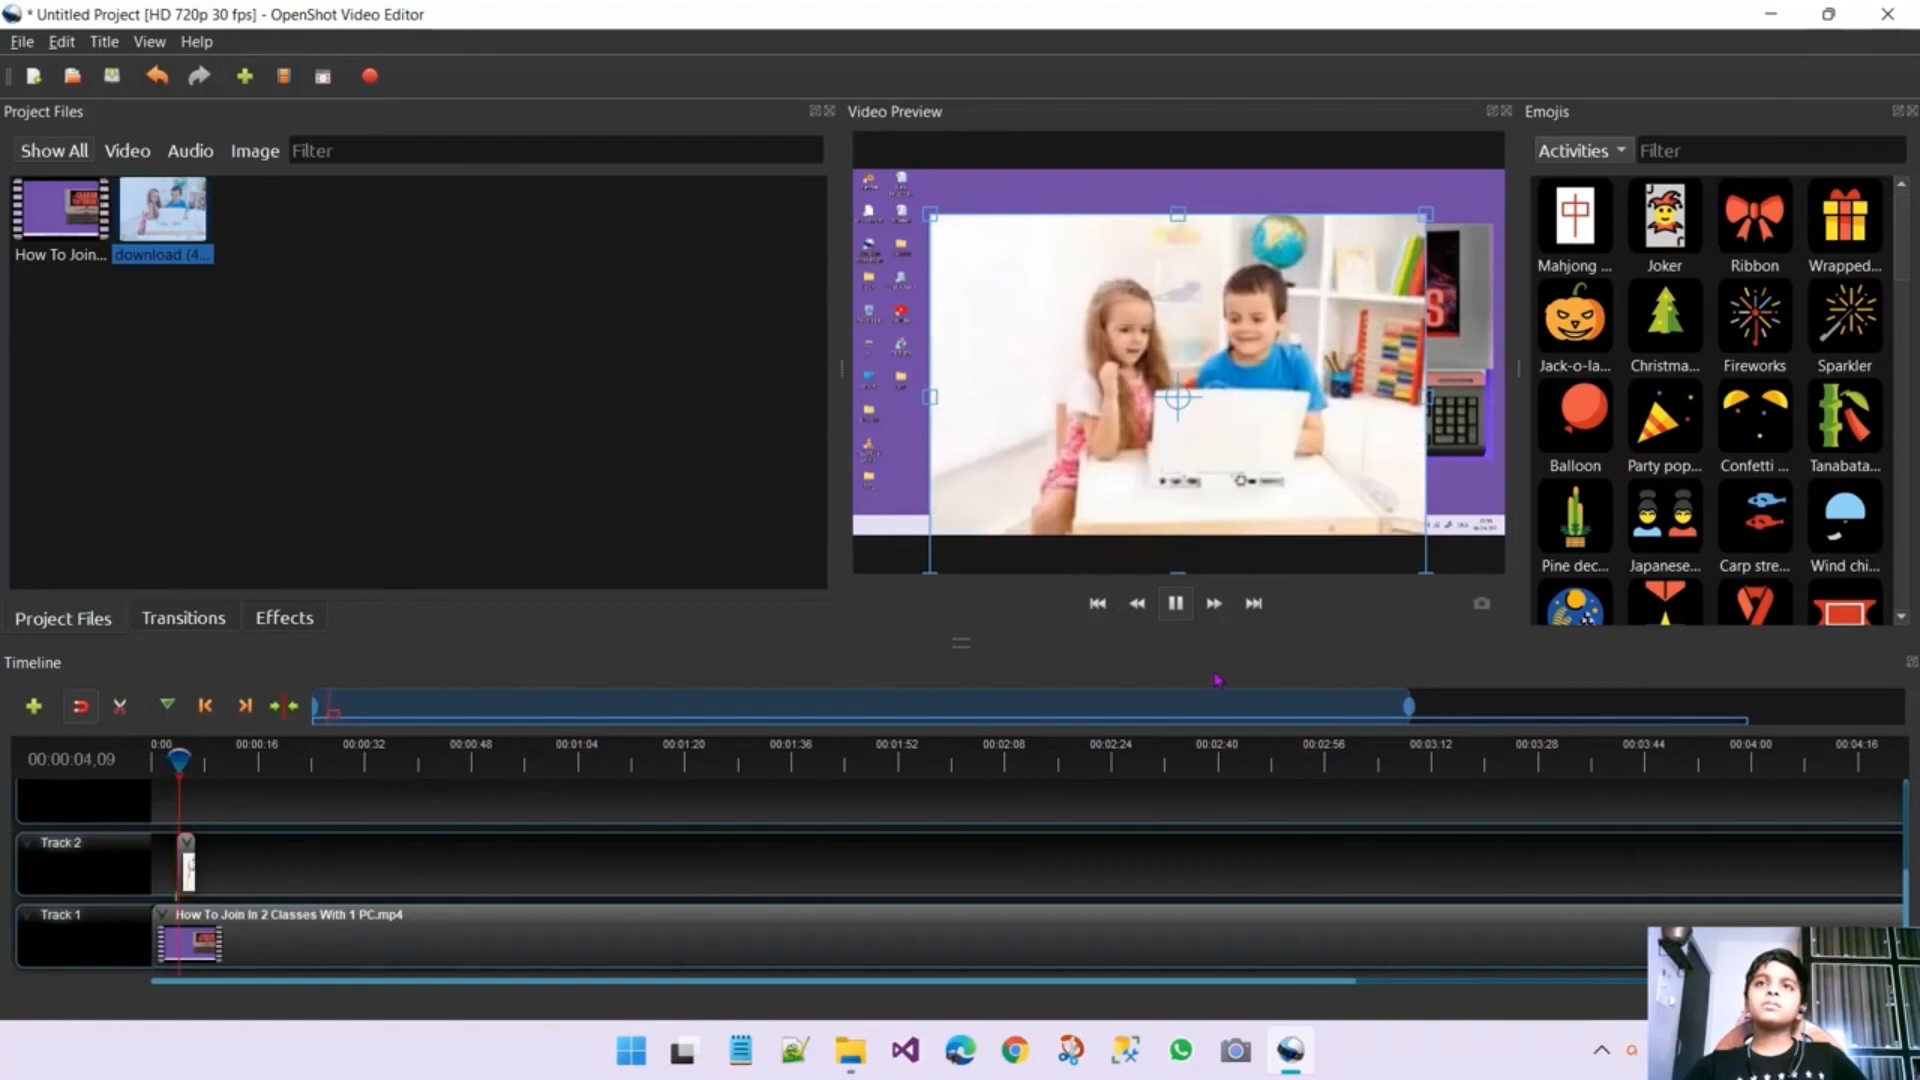 * Untitled Project [HD 720p 30 fps] - OpenShot Video Editor
File Edit Title View Help
Project Files
Video Preview
Emojis
Show All Video Audio Image Filter
Activities Filter
How To Join...
download (4...
Mahjong ...
Joker
Ribbon
Wrapped...
Jack-o-la...
Christma...
Fireworks
Sparkler
Balloon
Party pop...
Confetti ...
Tanabata...
Pine dec...
Japanese...
Carp stre...
Wind chi...
Project Files Transitions Effects
Timeline
00:00:04,09
0:00 00:00:16 00:00:32 00:00:48 00:01:04 00:01:20 00:01:36 00:01:52 00:02:08 00:02:24 00:02:40 00:02:56 00:03:12 00:03:28 00:03:44 00:04:00 00:04:16
Track 2
Track 1
How To Join In 2 Classes With 1 PC.mp4